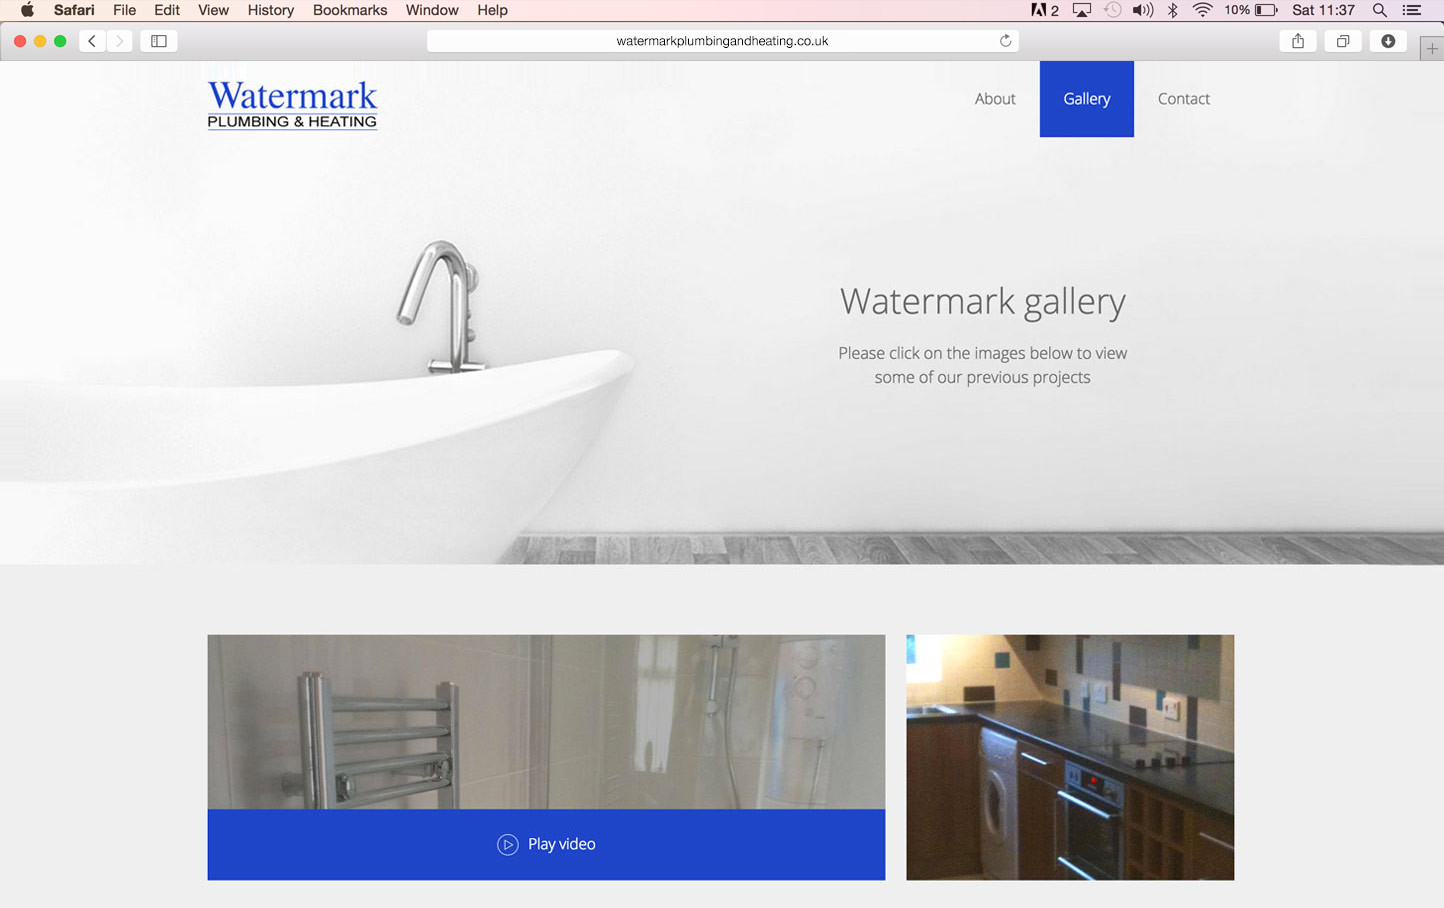 Safari File Edit View History Bookmarks Window Help
2
10%
Sat 11:37
watermarkplumbingandheating.co.uk
Watermark
PLUMBING & HEATING
About
Gallery
Contact
Watermark gallery
Please click on the images below to view
some of our previous projects
Play video